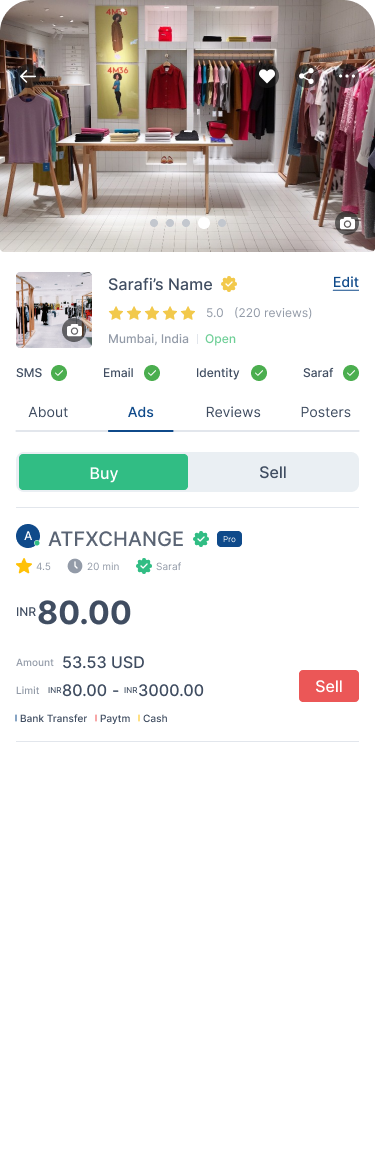 4M36
4M36
Sarafi's Name
Edit
5.0 (220 reviews)
Mumbai, India
Open
SMS
Email
Identity
Saraf
About
Ads
Reviews
Posters
Buy
Sell
A
ATFXCHANGE
Pro
4.5
20 min
Saraf
INR80.00
Amount 53.53 USD
Limit INR80.00 - INR3000.00
Sell
Bank Transfer
Paytm
Cash